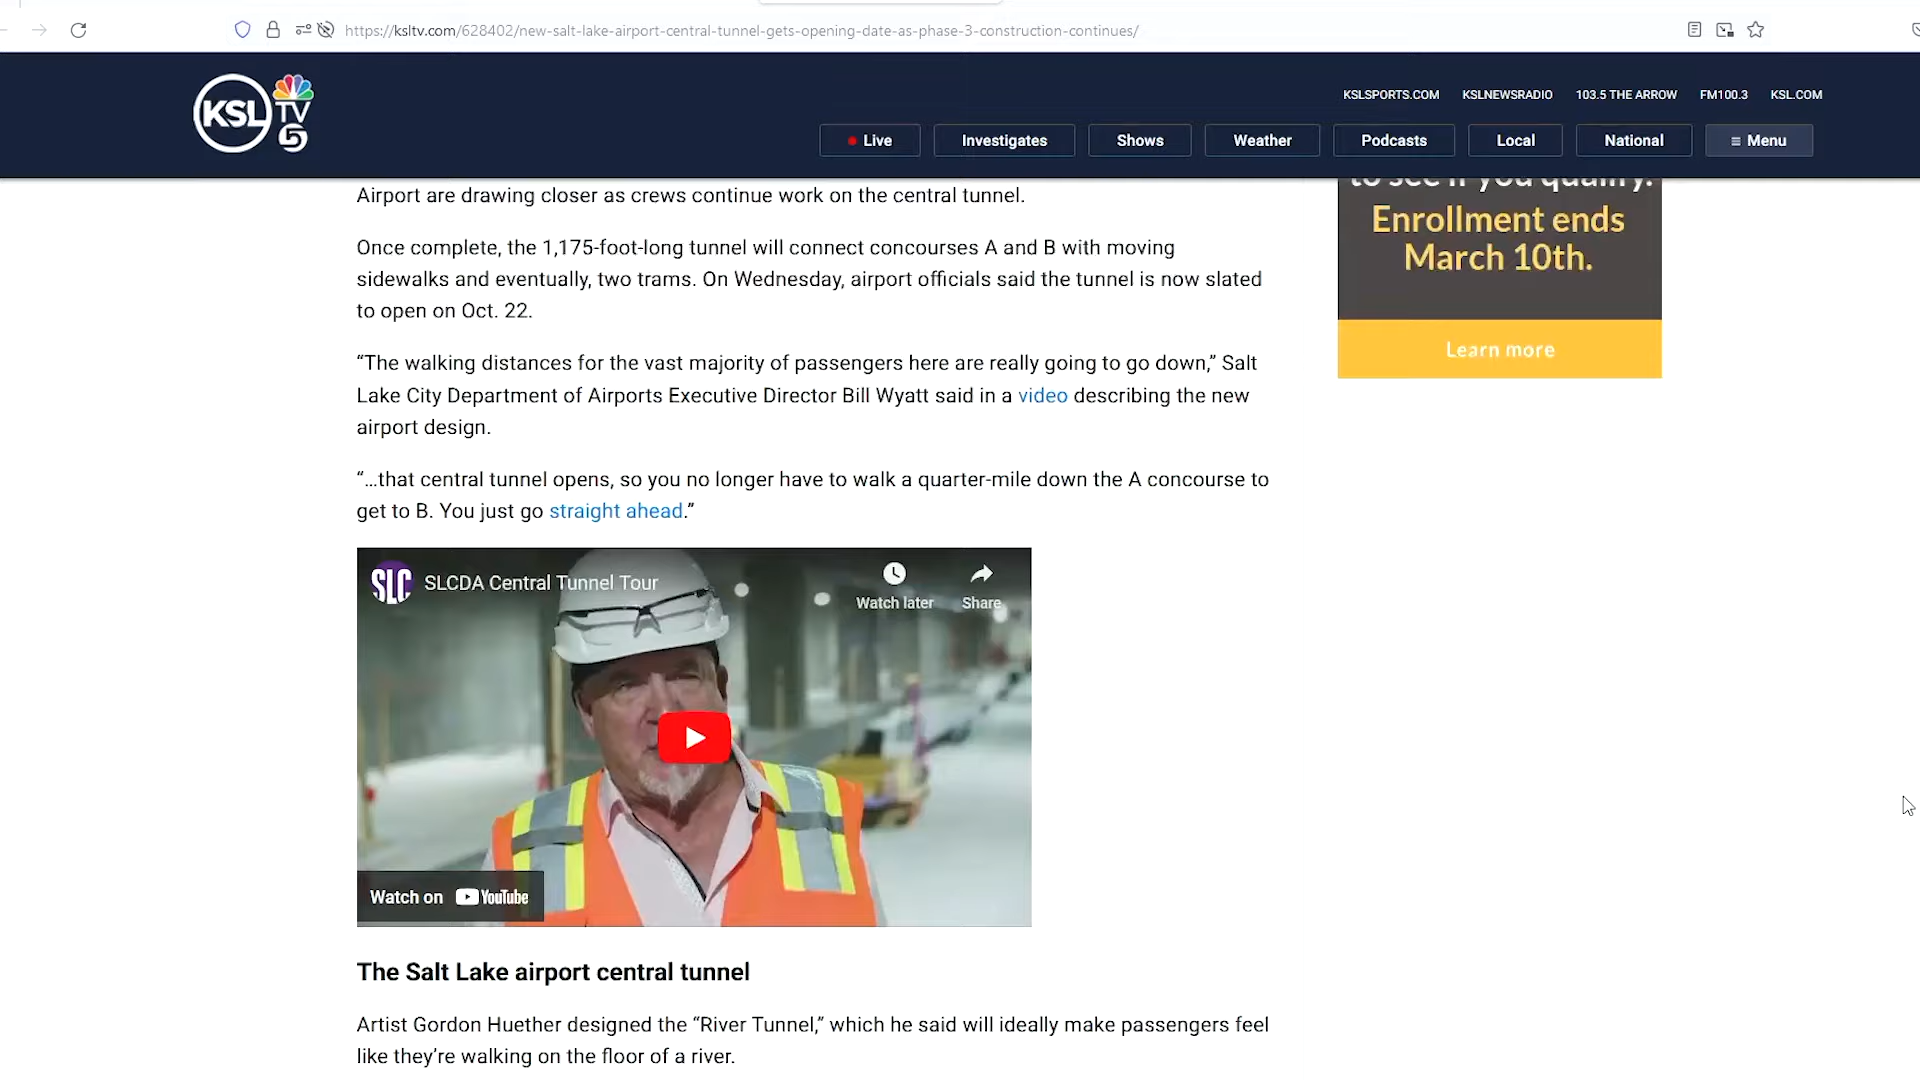 https://ksltv.com/628402/new-salt-lake-airport-central-tunnel-gets-opening-date-as-phase-3-construction-continues/
KSL TV 5
KSLSPORTS.COM KSLNEWSRADIO 103.5 THE ARROW FM100.3 KSL.COM
Live Investigates Shows Weather Podcasts Local National ≡ Menu
Airport are drawing closer as crews continue work on the central tunnel.
Once complete, the 1,175-foot-long tunnel will connect concourses A and B with moving
sidewalks and eventually, two trams. On Wednesday, airport officials said the tunnel is now slated
to open on Oct. 22.
“The walking distances for the vast majority of passengers here are really going to go down,” Salt
Lake City Department of Airports Executive Director Bill Wyatt said in a video describing the new
airport design.
“…that central tunnel opens, so you no longer have to walk a quarter-mile down the A concourse to
get to B. You just go straight ahead.”
SLC SLCDA Central Tunnel Tour
Watch later Share
Watch on YouTube
The Salt Lake airport central tunnel
Artist Gordon Huether designed the “River Tunnel,” which he said will ideally make passengers feel
like they’re walking on the floor of a river.
to see if you qualify.
Enrollment ends
March 10th.
Learn more